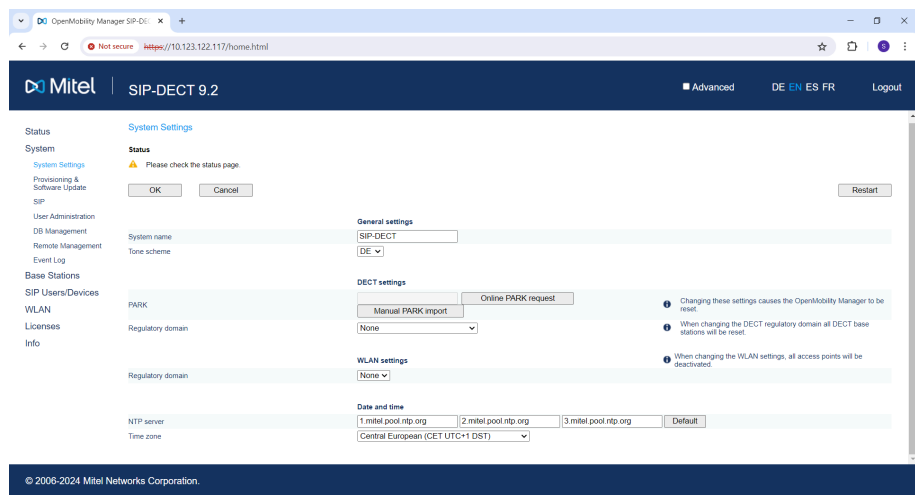 OpenMobility Manager SIP-DEC
Not secure https://10.123.122.117/home.html
S
Mitel SIP-DECT 9.2 Advanced DE EN ES FR Logout
Status
System
System Settings
Provisioning &
Software Update
SIP
User Administration
DB Management
Remote Management
Event Log
Base Stations
SIP Users/Devices
WLAN
Licenses
Info
System Settings
Status
Please check the status page.
OK Cancel Restart
General settings
System name SIP-DECT
Tone scheme DE
DECT settings
PARK Online PARK request
Manual PARK import
Changing these settings causes the OpenMobility Manager to be
reset.
Regulatory domain None
When changing the DECT regulatory domain all DECT base
stations will be reset.
WLAN settings
When changing the WLAN settings, all access points will be
deactivated.
Regulatory domain None
Date and time
NTP server 1.mitel.pool.ntp.org 2.mitel.pool.ntp.org 3.mitel.pool.ntp.org Default
Time zone Central European (CET UTC+1 DST)
© 2006-2024 Mitel Networks Corporation.